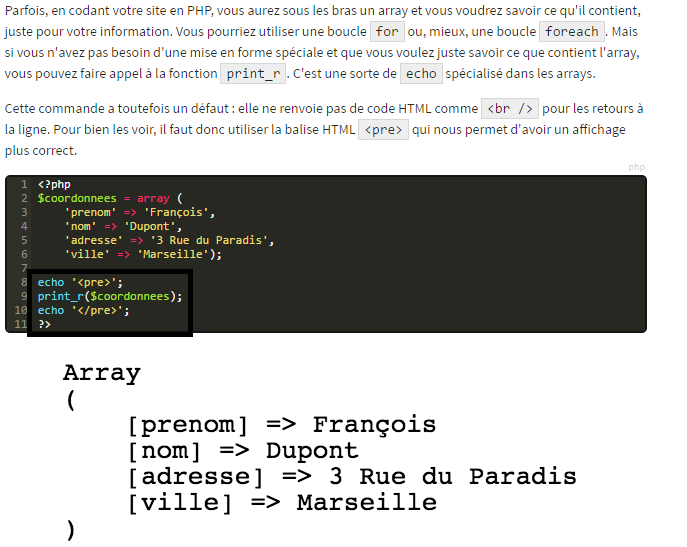 Parfois, en codant votre site en PHP, vous aurez sous les bras un array et vous voudrez savoir ce qu'il contient,
juste pour votre information. Vous pourriez utiliser une boucle for ou, mieux, une boucle foreach . Mais
si vous n'avez pas besoin d'une mise en forme spéciale et que vous voulez juste savoir ce que contient l'array,
vous pouvez faire appel à la fonction print_r . C'est une sorte de echo spécialisé dans les arrays.
Cette commande a toutefois un défaut : elle ne renvoie pas de code HTML comme <br /> pour les retours à
la ligne. Pour bien les voir, il faut donc utiliser la balise HTML <pre> qui nous permet d'avoir un affichage
plus correct.
php
1 <?php
2 $coordonnees = array (
3 'prenom' => 'François',
4 'nom' => 'Dupont',
5 'adresse' => '3 Rue du Paradis',
6 'ville' => 'Marseille');
7
8 echo '<pre>';
9 print_r($coordonnees);
10 echo '</pre>';
11 ?>
Array
(
[prenom] => François
[nom] => Dupont
[adresse] => 3 Rue du Paradis
[ville] => Marseille
)